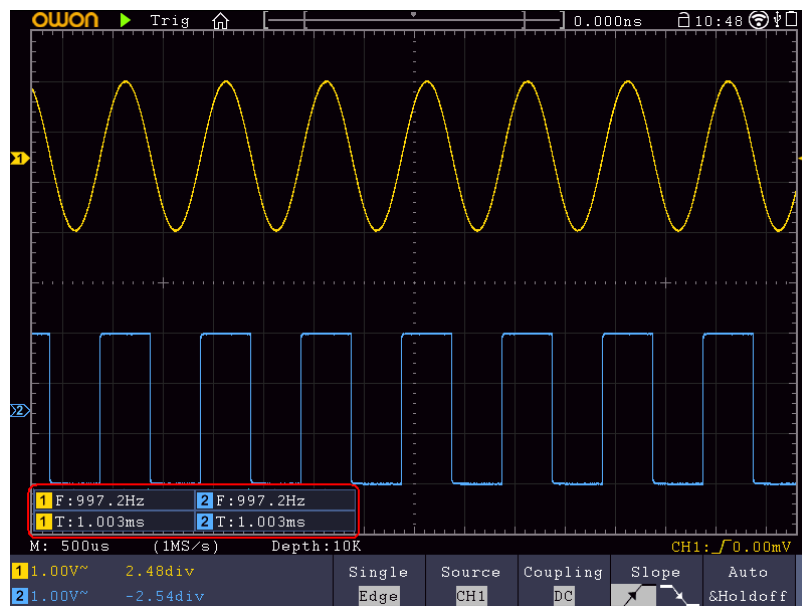 OWON Trig 0.000ns 10:48
1
2
1 F:997.2Hz 2 F:997.2Hz
1 T:1.003ms 2 T:1.003ms
M: 500us (1MS/s) Depth:10K CH1: 0.00mV
1 1.00V~ 2.48div Single Source Coupling Slope Auto
2 1.00V~ -2.54div Edge CH1 DC &Holdoff